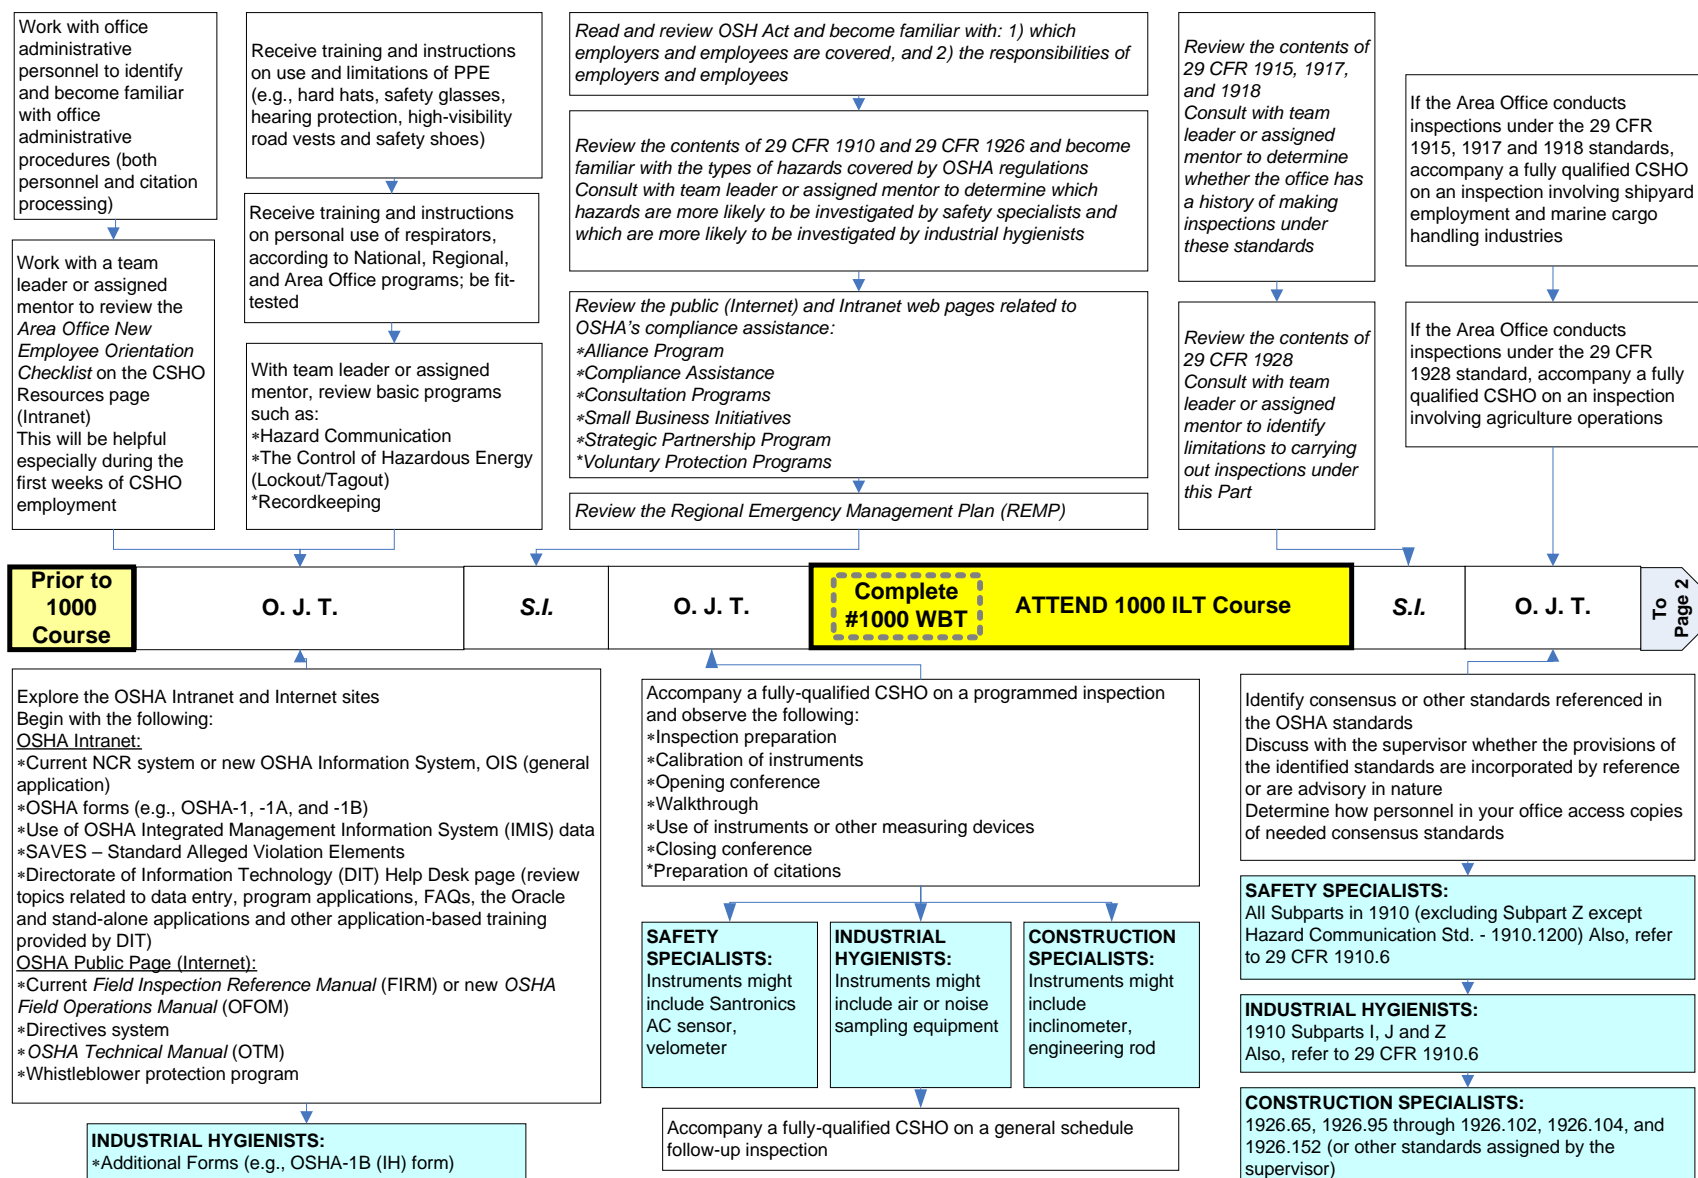 Work with office
administrative
personnel to identify
and become familiar
with office
administrative
procedures (both
personnel and citation
processing)
Work with a team
leader or assigned
mentor to review the
Area Office New
Employee Orientation
Checklist on the CSHO
Resources page
(Intranet)
This will be helpful
especially during the
first weeks of CSHO
employment
Receive training and instructions
on use and limitations of PPE
(e.g., hard hats, safety glasses,
hearing protection, high-visibility
road vests and safety shoes)
Receive training and instructions
on personal use of respirators,
according to National, Regional,
and Area Office programs; be fit-
tested
With team leader or assigned
mentor, review basic programs
such as:
*Hazard Communication
*The Control of Hazardous Energy
(Lockout/Tagout)
*Recordkeeping
Read and review OSH Act and become familiar with: 1) which
employers and employees are covered, and 2) the responsibilities of
employers and employees
Review the contents of 29 CFR 1910 and 29 CFR 1926 and become
familiar with the types of hazards covered by OSHA regulations
Consult with team leader or assigned mentor to determine which
hazards are more likely to be investigated by safety specialists and
which are more likely to be investigated by industrial hygienists
Review the public (Internet) and Intranet web pages related to
OSHA's compliance assistance:
*Alliance Program
*Compliance Assistance
*Consultation Programs
*Small Business Initiatives
*Strategic Partnership Program
*Voluntary Protection Programs
Review the Regional Emergency Management Plan (REMP)
Review the contents of
29 CFR 1915, 1917,
and 1918
Consult with team
leader or assigned
mentor to determine
whether the office has
a history of making
inspections under
these standards
Review the contents of
29 CFR 1928
Consult with team
leader or assigned
mentor to identify
limitations to carrying
out inspections under
this Part
If the Area Office conducts
inspections under the 29 CFR
1915, 1917 and 1918 standards,
accompany a fully qualified CSHO
on an inspection involving shipyard
employment and marine cargo
handling industries
If the Area Office conducts
inspections under the 29 CFR
1928 standard, accompany a fully
qualified CSHO on an inspection
involving agriculture operations
Prior to
1000
Course
O. J. T.
S.I.
O. J. T.
Complete
#1000 WBT
ATTEND 1000 ILT Course
S.I.
O. J. T.
To
Page 2
Explore the OSHA Intranet and Internet sites
Begin with the following:
OSHA Intranet:
*Current NCR system or new OSHA Information System, OIS (general
application)
*OSHA forms (e.g., OSHA-1, -1A, and -1B)
*Use of OSHA Integrated Management Information System (IMIS) data
*SAVES – Standard Alleged Violation Elements
*Directorate of Information Technology (DIT) Help Desk page (review
topics related to data entry, program applications, FAQs, the Oracle
and stand-alone applications and other application-based training
provided by DIT)
OSHA Public Page (Internet):
*Current Field Inspection Reference Manual (FIRM) or new OSHA
Field Operations Manual (OFOM)
*Directives system
*OSHA Technical Manual (OTM)
*Whistleblower protection program
INDUSTRIAL HYGIENISTS:
*Additional Forms (e.g., OSHA-1B (IH) form)
Accompany a fully-qualified CSHO on a programmed inspection
and observe the following:
*Inspection preparation
*Calibration of instruments
*Opening conference
*Walkthrough
*Use of instruments or other measuring devices
*Closing conference
*Preparation of citations
SAFETY
SPECIALISTS:
Instruments might
include Santronics
AC sensor,
velometer
INDUSTRIAL
HYGIENISTS:
Instruments might
include air or noise
sampling equipment
CONSTRUCTION
SPECIALISTS:
Instruments might
include
inclinometer,
engineering rod
Accompany a fully-qualified CSHO on a general schedule
follow-up inspection
Identify consensus or other standards referenced in
the OSHA standards
Discuss with the supervisor whether the provisions of
the identified standards are incorporated by reference
or are advisory in nature
Determine how personnel in your office access copies
of needed consensus standards
SAFETY SPECIALISTS:
All Subparts in 1910 (excluding Subpart Z except
Hazard Communication Std. - 1910.1200) Also, refer
to 29 CFR 1910.6
INDUSTRIAL HYGIENISTS:
1910 Subparts I, J and Z
Also, refer to 29 CFR 1910.6
CONSTRUCTION SPECIALISTS:
1926.65, 1926.95 through 1926.102, 1926.104, and
1926.152 (or other standards assigned by the
supervisor)